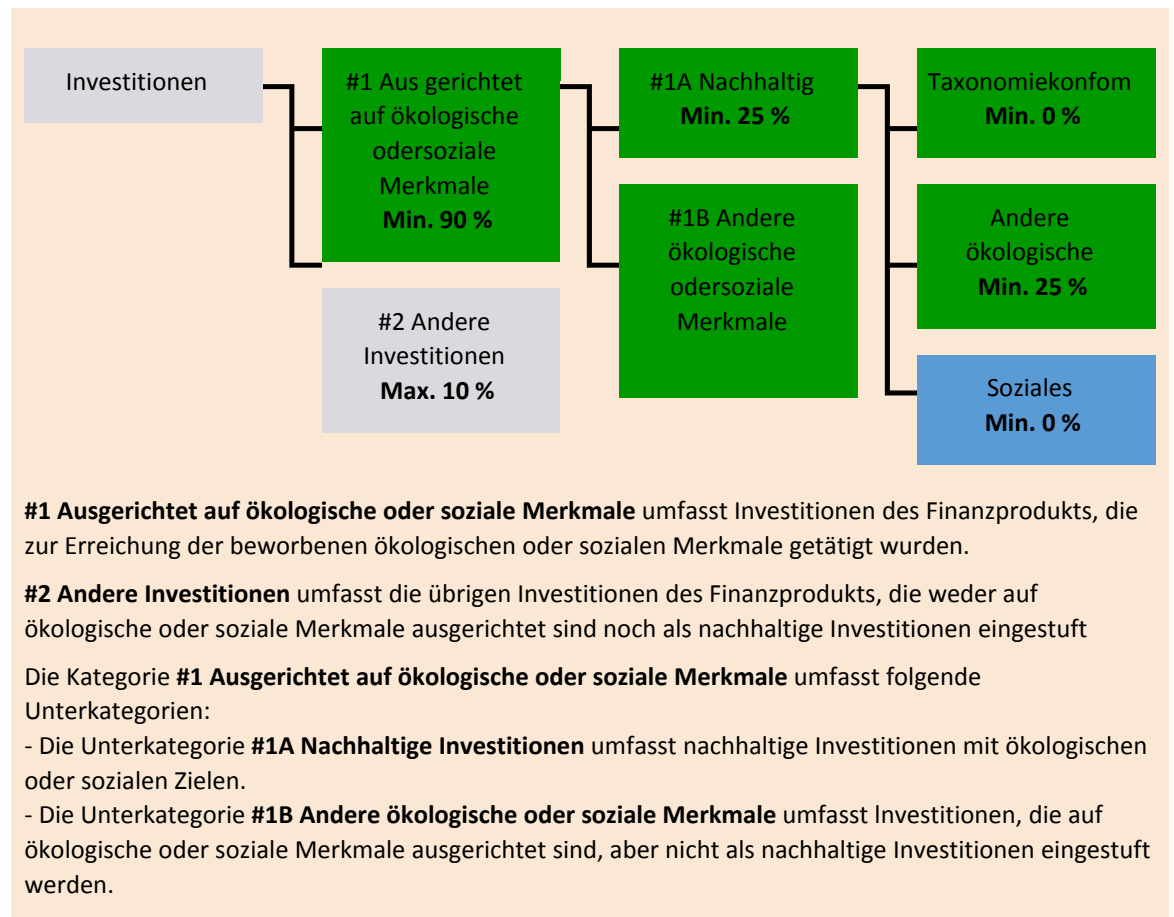 Investitionen
#1 Aus gerichtet
auf ökologische
odersoziale
Merkmale
Min. 90 %
#2 Andere
Investitionen
Max. 10 %
#1A Nachhaltig
Min. 25 %
#1B Andere
ökologische
odersoziale
Merkmale
Taxonomiekonfom
Min. 0 %
Andere
ökologische
Min. 25 %
Soziales
Min. 0 %
#1 Ausgerichtet auf ökologische oder soziale Merkmale umfasst Investitionen des Finanzprodukts, die
zur Erreichung der beworbenen ökologischen oder sozialen Merkmale getätigt wurden.
#2 Andere Investitionen umfasst die übrigen Investitionen des Finanzprodukts, die weder auf
ökologische oder soziale Merkmale ausgerichtet sind noch als nachhaltige Investitionen eingestuft
Die Kategorie #1 Ausgerichtet auf ökologische oder soziale Merkmale umfasst folgende
Unterkategorien:
- Die Unterkategorie #1A Nachhaltige Investitionen umfasst nachhaltige Investitionen mit ökologischen
oder sozialen Zielen.
- Die Unterkategorie #1B Andere ökologische oder soziale Merkmale umfasst lnvestitionen, die auf
ökologische oder soziale Merkmale ausgerichtet sind, aber nicht als nachhaltige Investitionen eingestuft
werden.